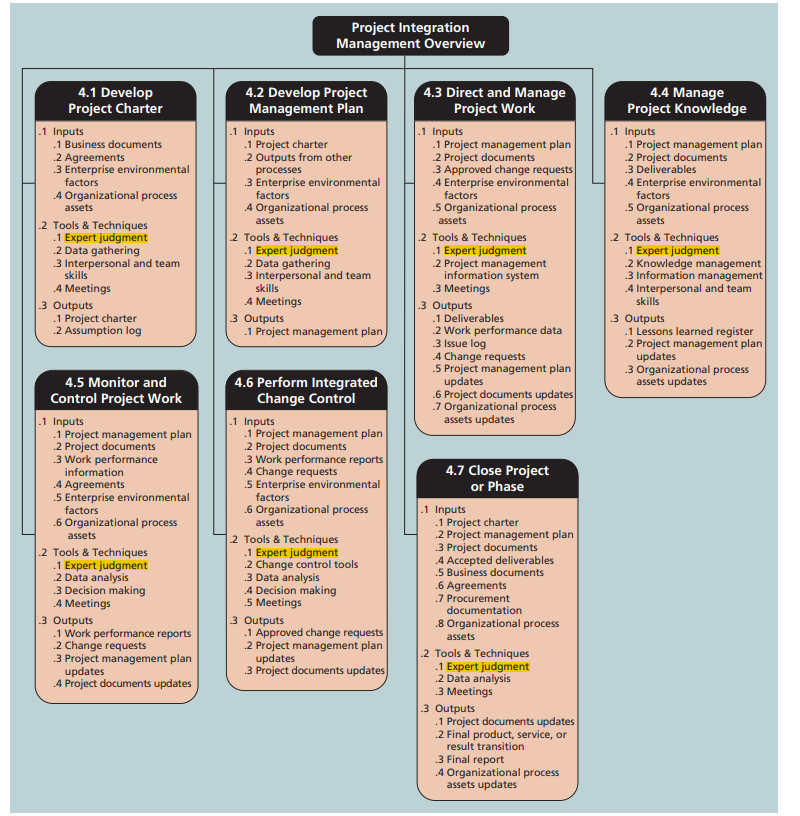 Project Integration
Management Overview
4.1 Develop
Project Charter
.1 Inputs
.1 Business documents
.2 Agreements
.3 Enterprise environmental
factors
.4 Organizational process
assets
.2 Tools & Techniques
.1 Expert judgment
.2 Data gathering
.3 Interpersonal and team
skills
.4 Meetings
.3 Outputs
.1 Project charter
.2 Assumption log
4.2 Develop Project
Management Plan
.1 Inputs
.1 Project charter
.2 Outputs from other
processes
.3 Enterprise environmental
factors
.4 Organizational process
assets
.2 Tools & Techniques
.1 Expert judgment
.2 Data gathering
.3 Interpersonal and team
skills
.4 Meetings
.3 Outputs
.1 Project management plan
4.3 Direct and Manage
Project Work
.1 Inputs
.1 Project management plan
.2 Project documents
.3 Approved change requests
.4 Enterprise environmental
factors
.5 Organizational process
assets
.2 Tools & Techniques
.1 Expert judgment
.2 Project management
information system
.3 Meetings
.3 Outputs
.1 Deliverables
.2 Work performance data
.3 Issue log
.4 Change requests
.5 Project management plan
updates
.6 Project documents updates
.7 Organizational process
assets updates
4.4 Manage
Project Knowledge
.1 Inputs
.1 Project management plan
.2 Project documents
.3 Deliverables
.4 Enterprise environmental
factors
.5 Organizational process
assets
.2 Tools & Techniques
.1 Expert judgment
.2 Knowledge management
.3 Information management
.4 Interpersonal and team
skills
.3 Outputs
.1 Lessons learned register
.2 Project management plan
updates
.3 Organizational process
assets updates
4.5 Monitor and
Control Project Work
.1 Inputs
.1 Project management plan
.2 Project documents
.3 Work performance
information
.4 Agreements
.5 Enterprise environmental
factors
.6 Organizational process
assets
.2 Tools & Techniques
.1 Expert judgment
.2 Data analysis
.3 Decision making
.4 Meetings
.3 Outputs
.1 Work performance reports
.2 Change requests
.3 Project management plan
updates
.4 Project documents updates
4.6 Perform Integrated
Change Control
.1 Inputs
.1 Project management plan
.2 Project documents
.3 Work performance reports
.4 Change requests
.5 Enterprise environmental
factors
.6 Organizational process
assets
.2 Tools & Techniques
.1 Expert judgment
.2 Change control tools
.3 Data analysis
.4 Decision making
.5 Meetings
.3 Outputs
.1 Approved change requests
.2 Project management plan
updates
.3 Project documents updates
4.7 Close Project
or Phase
.1 Inputs
.1 Project charter
.2 Project management plan
.3 Project documents
.4 Accepted deliverables
.5 Business documents
.6 Agreements
.7 Procurement
documentation
.8 Organizational process
assets
.2 Tools & Techniques
.1 Expert judgment
.2 Data analysis
.3 Meetings
.3 Outputs
.1 Project documents updates
.2 Final product, service, or
result transition
.3 Final report
.4 Organizational process
assets updates